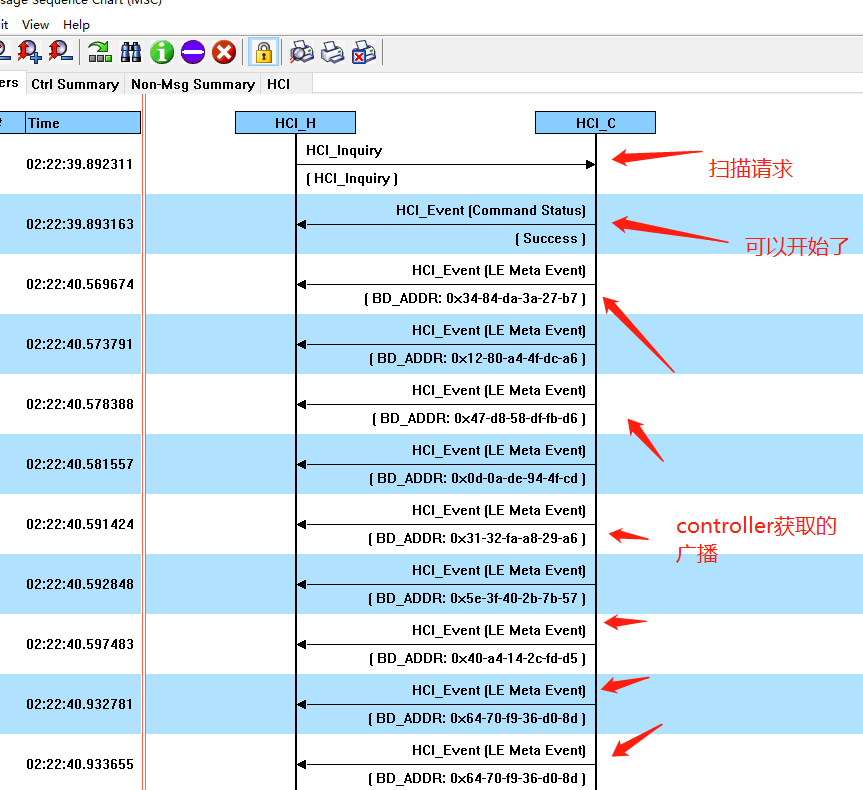 ssage Sequence Chart (MSC)
it View Help
ers Ctrl Summary Non-Msg Summary HCI
Time HCI_H HCI_C
HCI_Inquiry
02:22:39.892311
[ HCI_Inquiry ]
扫描请求
HCI_Event [Command Status]
02:22:39.893163
[ Success ]
可以开始了
HCI_Event [LE Meta Event]
02:22:40.569674
[ BD_ADDR: 0x34-84-da-3a-27-b7 ]
HCI_Event [LE Meta Event]
02:22:40.573791
[ BD_ADDR: 0x12-80-a4-4f-dc-a6 ]
HCI_Event [LE Meta Event]
02:22:40.578388
[ BD_ADDR: 0x47-d8-58-df-fb-d6 ]
HCI_Event [LE Meta Event]
02:22:40.581557
[ BD_ADDR: 0x0d-0a-de-94-4f-cd ]
HCI_Event [LE Meta Event]
02:22:40.591424
[ BD_ADDR: 0x31-32-fa-a8-29-a6 ]
controller获取的
广播
HCI_Event [LE Meta Event]
02:22:40.592848
[ BD_ADDR: 0x5e-3f-40-2b-7b-57 ]
HCI_Event [LE Meta Event]
02:22:40.597483
[ BD_ADDR: 0x40-a4-14-2c-fd-d5 ]
HCI_Event [LE Meta Event]
02:22:40.932781
[ BD_ADDR: 0x64-70-f9-36-d0-8d ]
HCI_Event [LE Meta Event]
02:22:40.933655
[ BD_ADDR: 0x64-70-f9-36-d0-8d ]